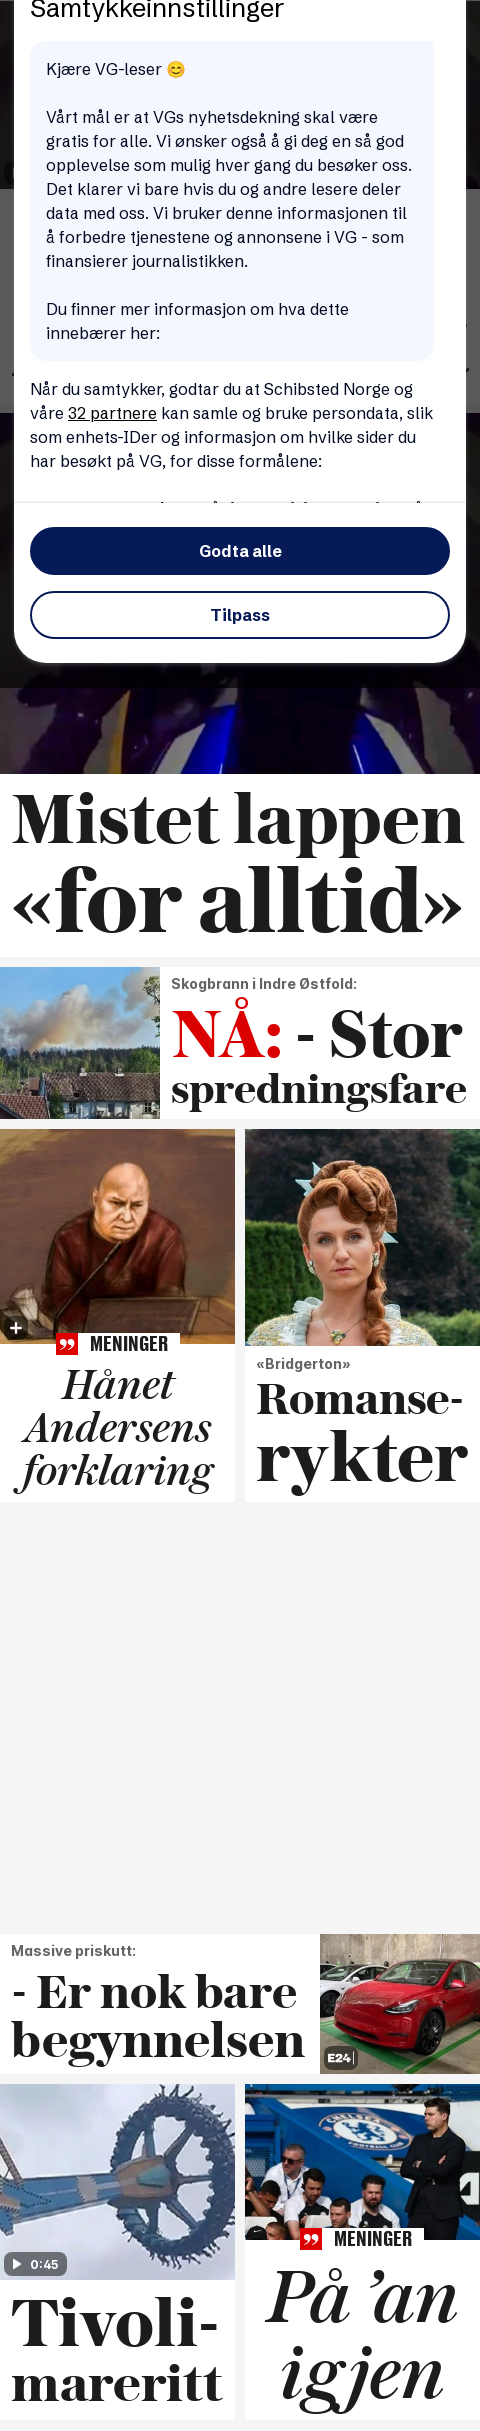 Samtykkeinnstillinger
Kjære VG-leser 😊
Vårt mål er at VGs nyhetsdekning skal være
gratis for alle. Vi ønsker også å gi deg en så god
opplevelse som mulig hver gang du besøker oss.
Det klarer vi bare hvis du og andre lesere deler
data med oss. Vi bruker denne informasjonen til
å forbedre tjenestene og annonsene i VG - som
finansierer journalistikken.
Du finner mer informasjon om hva dette
innebærer her:
Når du samtykker, godtar du at Schibsted Norge og
våre 32 partnere kan samle og bruke persondata, slik
som enhets-IDer og informasjon om hvilke sider du
har besøkt på VG, for disse formålene:
Godta alle
Tilpass
Mistet lappen
«for alltid»
Skogbrann i Indre Østfold:
NÅ: - Stor
spredningsfare
MENINGER
Hånet
Andersens
forklaring
«Bridgerton»
Romanse-
rykter
Massive priskutt:
- Er nok bare
begynnelsen
E24
0:45
Tivoli-
mareritt
CHELSEA
FOOTBALL
MENINGER
På 'an
igjen